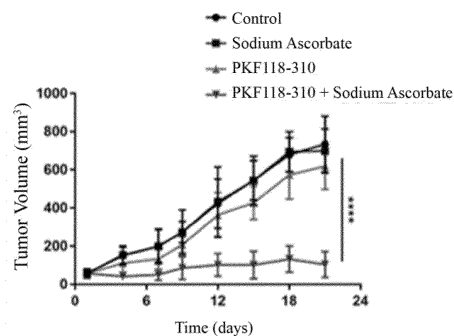 Control
Sodium Ascorbate
PKF118-310
PKF118-310 + Sodium Ascorbate
Tumor Volume (mm³)
1000
800
600
400
200
0
****
0 6 12 18 24
Time (days)